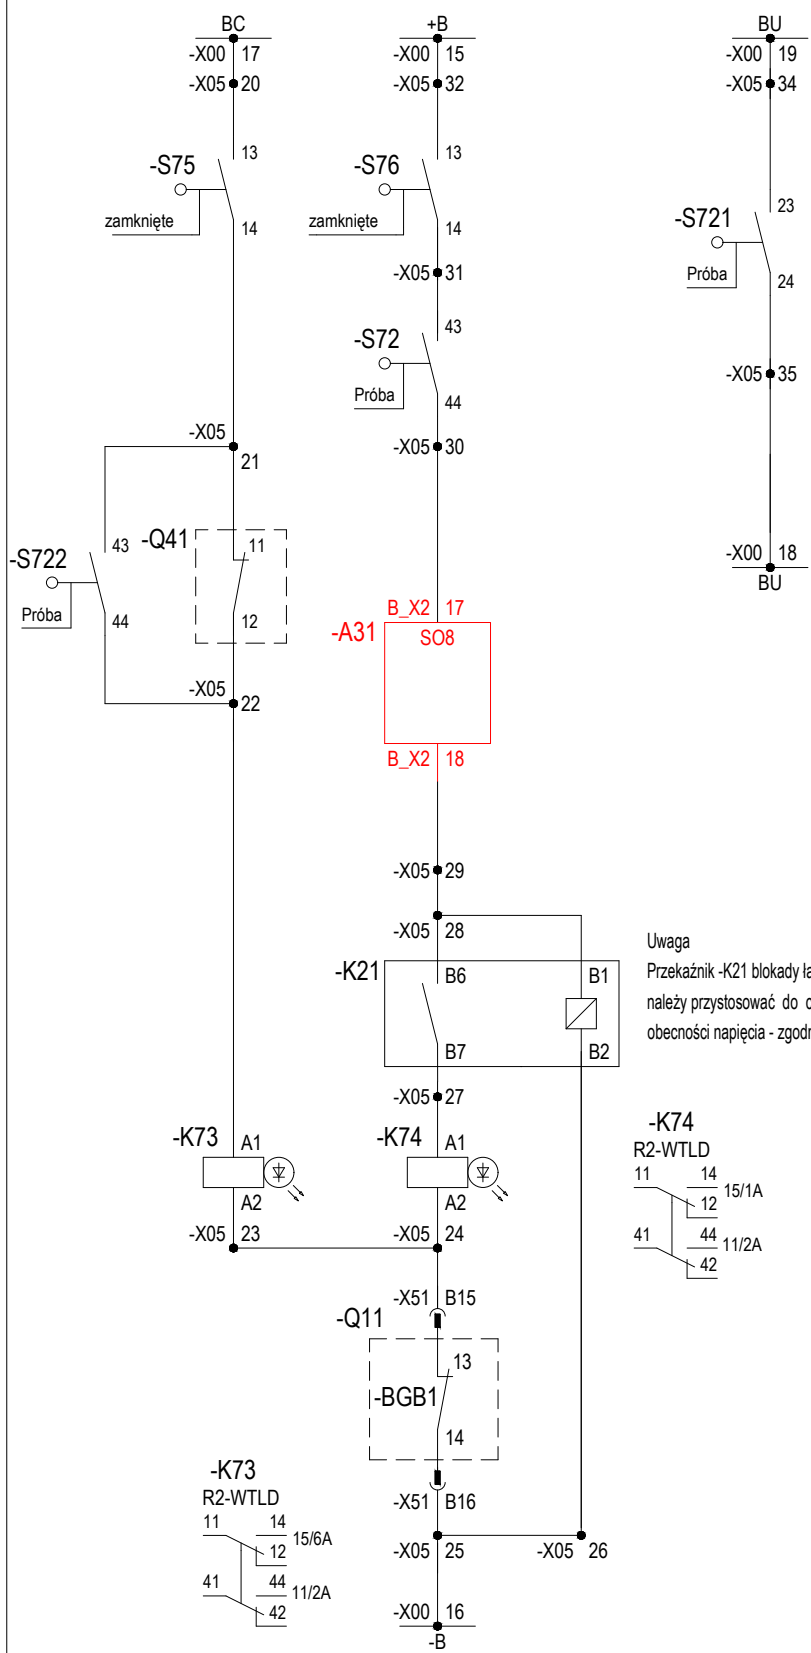 BC
+B
BU
-X00 17
-X00 15
-X00 19
-X05 20
-X05 32
-X05 34
-S75
13
14
zamknięte
-S76
13
14
zamknięte
-S721
23
24
Próba
-X05 31
-S72
43
44
Próba
-X05 35
-X05 21
-X05 30
-S722
43
44
Próba
-Q41
11
12
-X00 18
BU
B_X2 17
-A31
SO8
-X05 22
B_X2 18
-X05 29
-X05 28
-K21
B6
B1
B7
B2
Uwaga
Przekaźnik -K21 blokady
należy przystosować do
obecności napięcia -
-X05 27
-K73
A1
A2
-K74
A1
A2
-K74
R2-WTLD
11 14
12
15/1A
41 44
42
11/2A
-X05 23
-X05 24
-X51 B15
-Q11
-BGB1
13
14
-X51 B16
-K73
R2-WTLD
11 14
12
15/6A
41 44
42
11/2A
-X05 25
-X05 26
-X00 16
-B